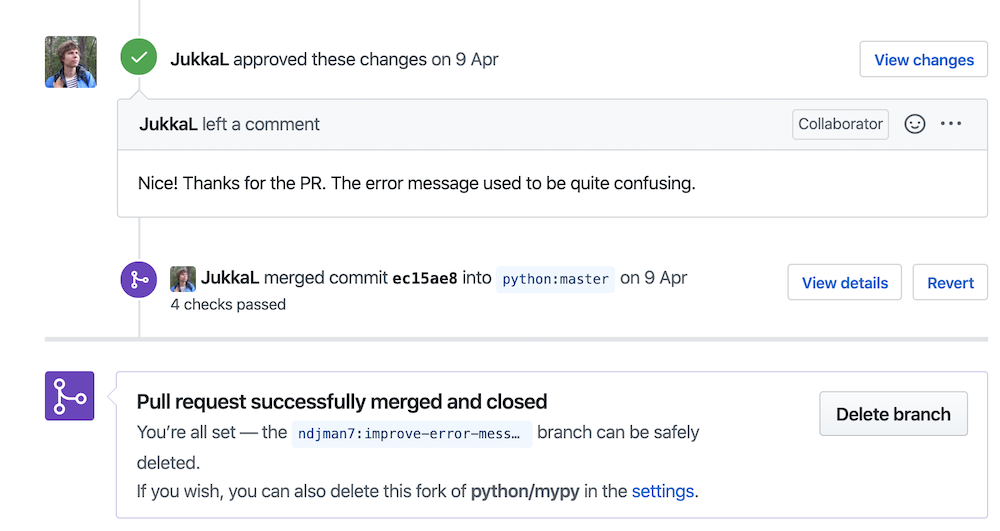 JukkaL approved these changes on 9 Apr
View changes
JukkaL left a comment
Collaborator
Nice! Thanks for the PR. The error message used to be quite confusing.
JukkaL merged commit ec15ae8 into python:master on 9 Apr
4 checks passed
View details
Revert
Pull request successfully merged and closed
You’re all set — the ndjman7:improve-error-mess… branch can be safely
deleted.
If you wish, you can also delete this fork of python/mypy in the settings.
Delete branch